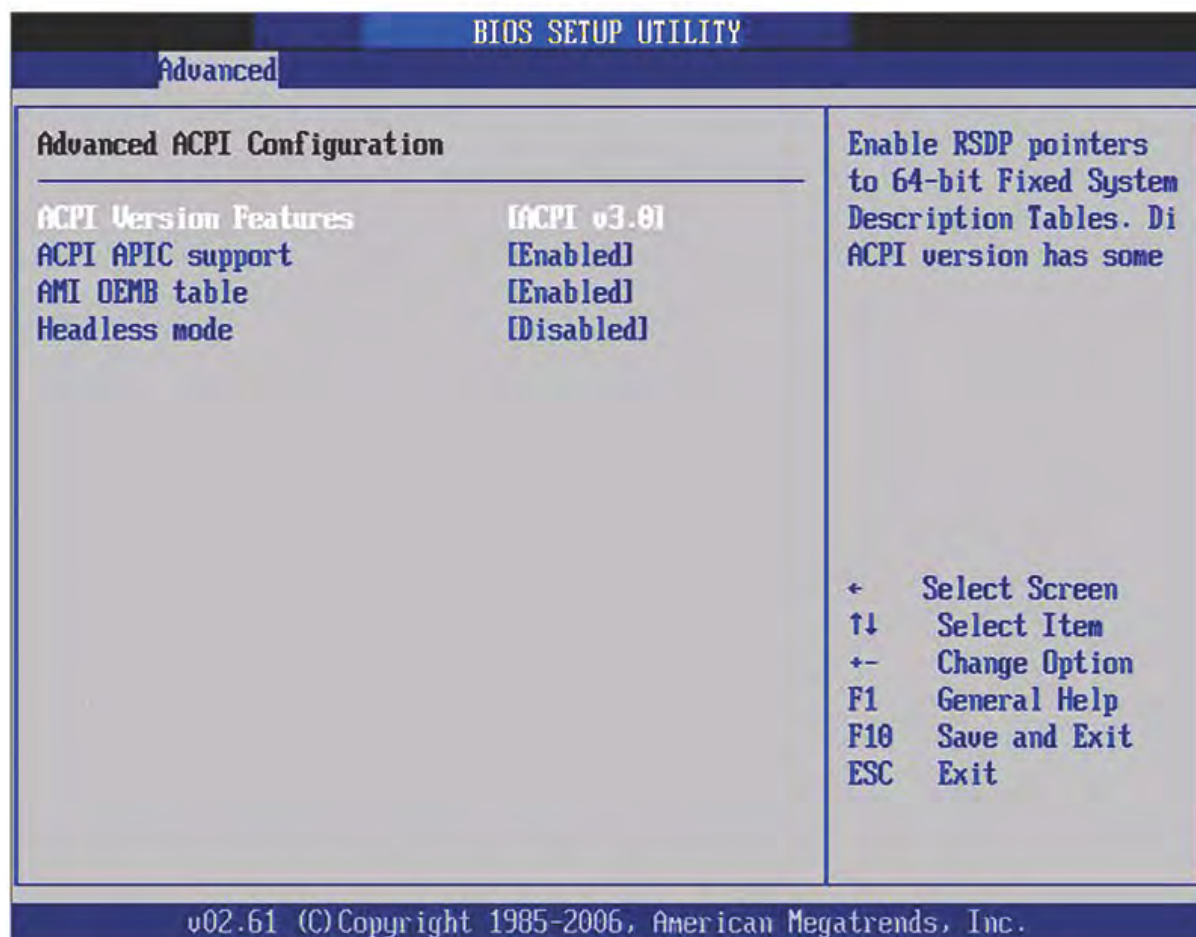 BIOS SETUP UTILITY
Advanced
Advanced ACPI Configuration
ACPI Version Features [ACPI v3.0]
ACPI APIC support [Enabled]
AMI OEMB table [Enabled]
Headless mode [Disabled]
Enable RSDP pointers
to 64-bit Fixed System
Description Tables. Di
ACPI version has some
← Select Screen
↑↓ Select Item
+- Change Option
F1 General Help
F10 Save and Exit
ESC Exit
v02.61 (C)Copyright 1985-2006, American Megatrends, Inc.